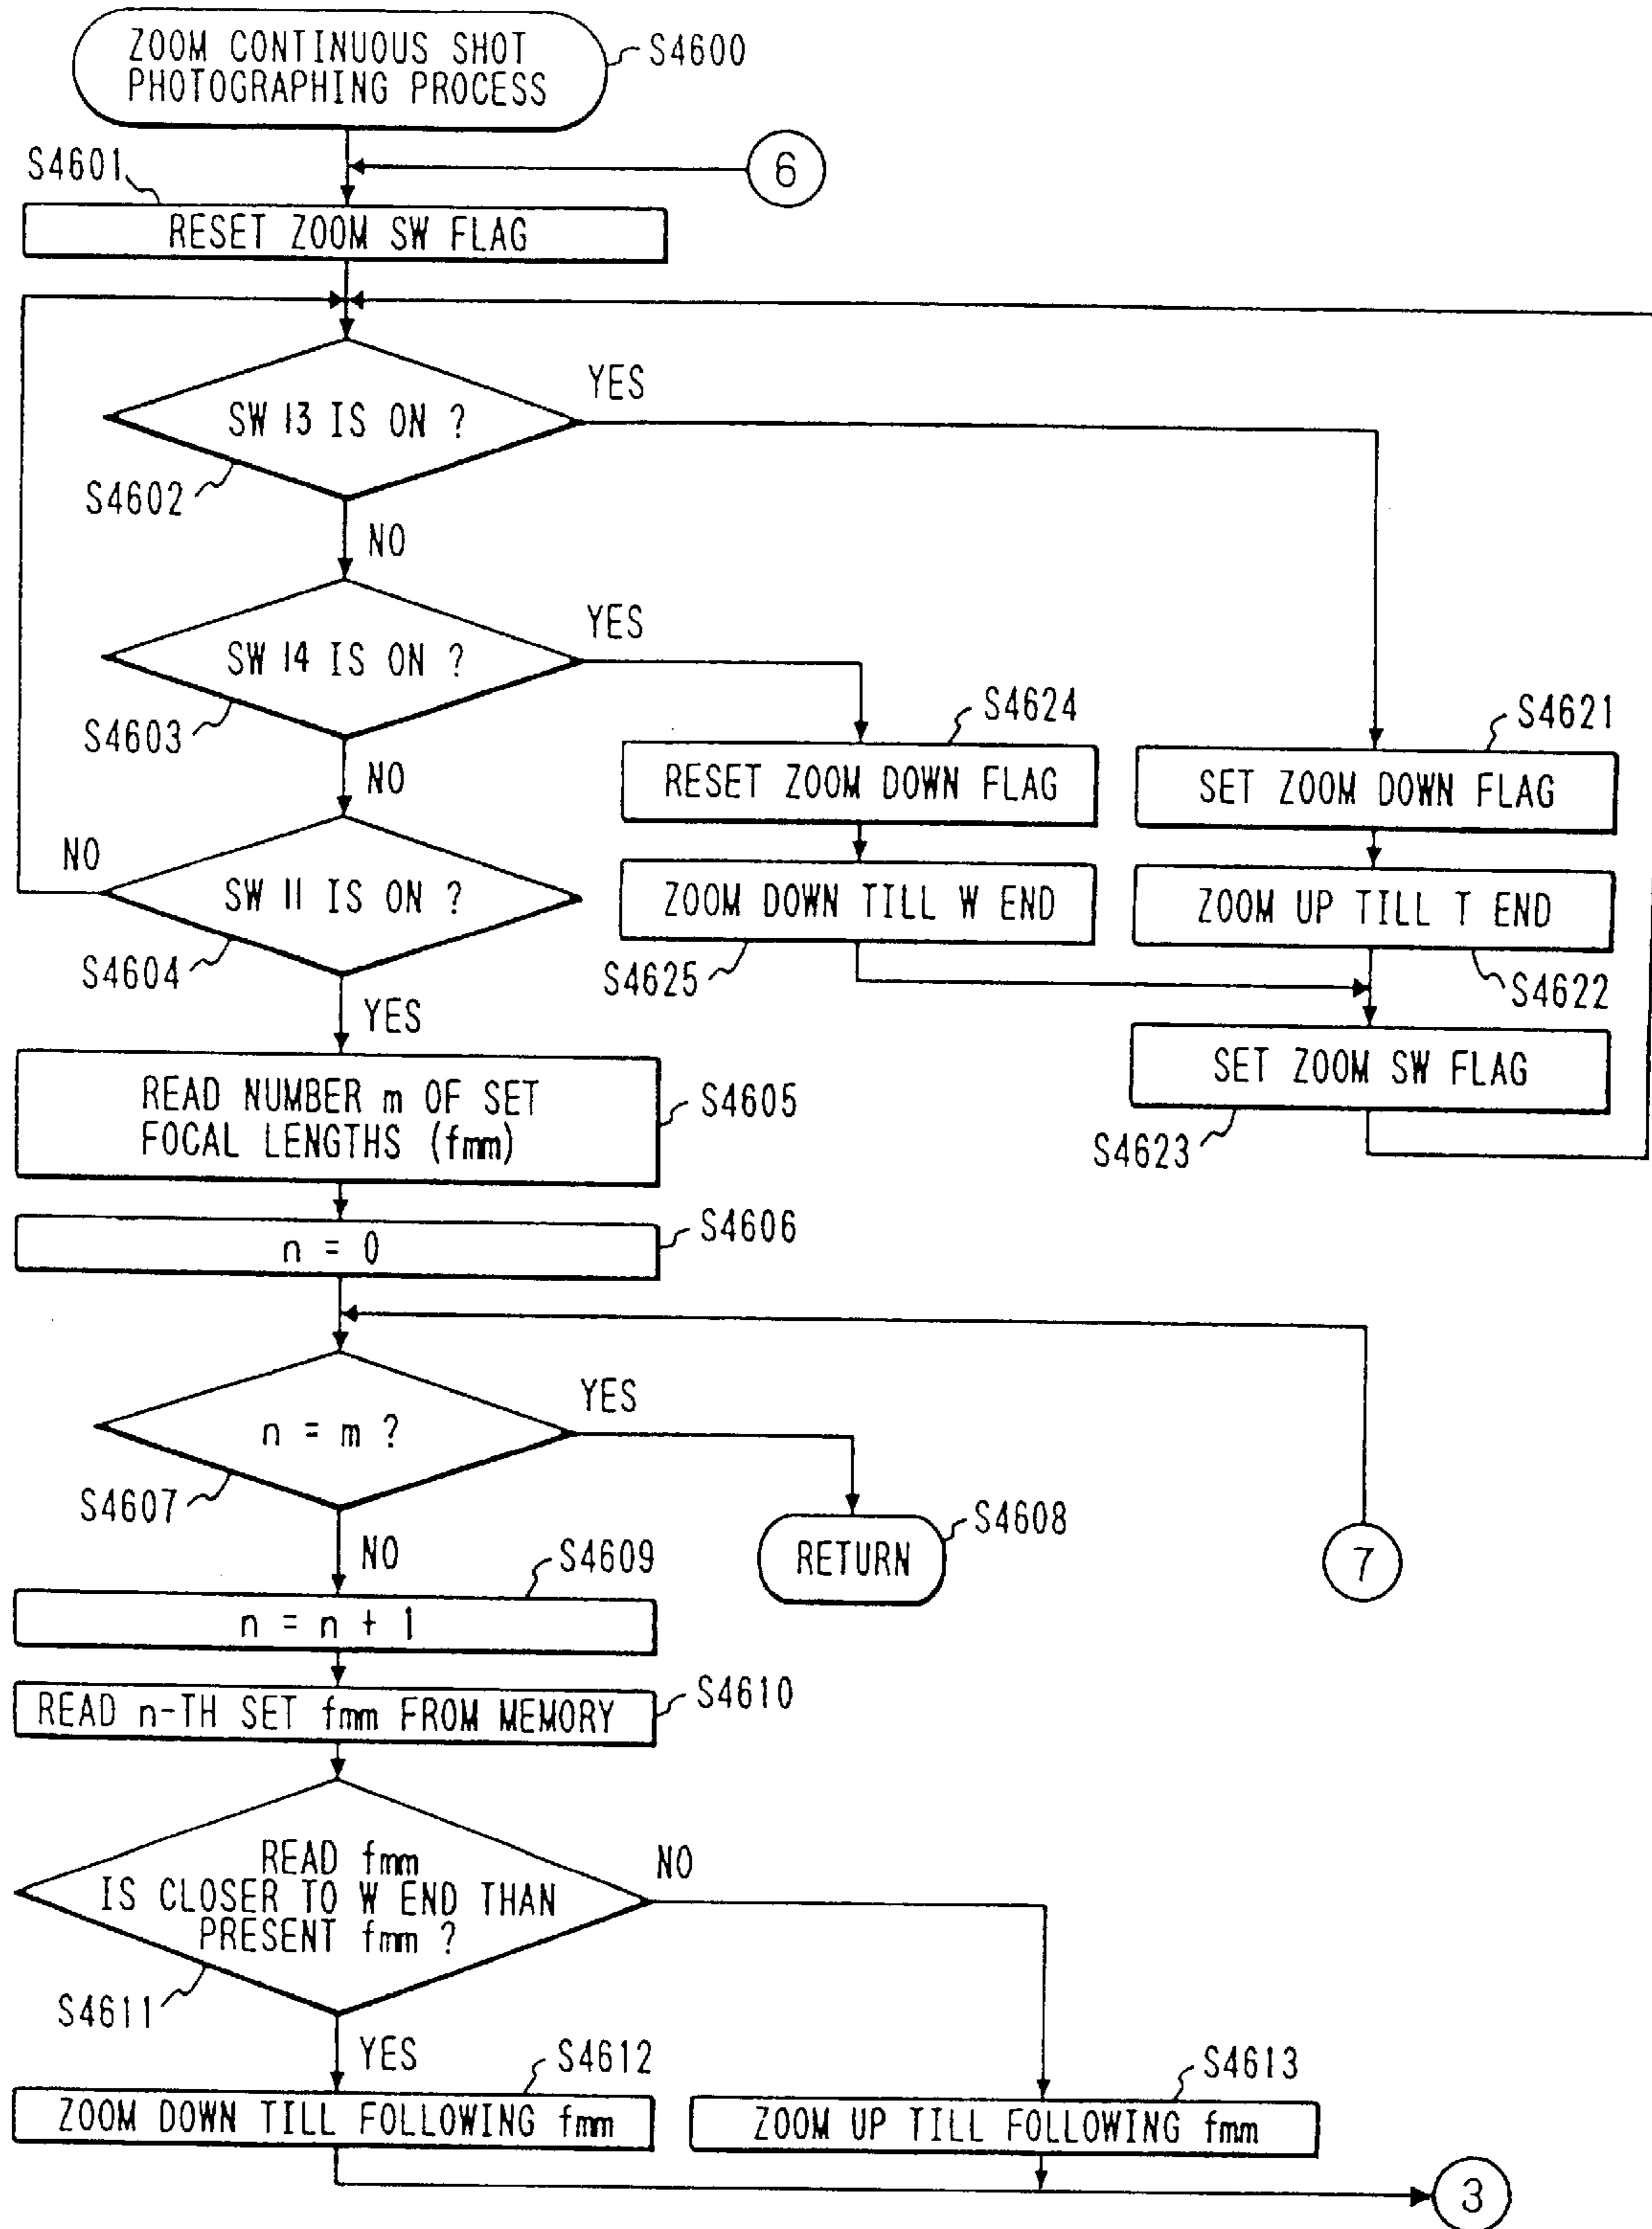 ZOOM CONTINUOUS SHOT
PHOTOGRAPHING PROCESS
S4600
6
S4601
RESET ZOOM SW FLAG
SW 13 IS ON ?
YES
S4602
NO
SW 14 IS ON ?
YES
S4603
NO
S4624
RESET ZOOM DOWN FLAG
S4621
SET ZOOM DOWN FLAG
NO
SW 11 IS ON ?
S4604
YES
ZOOM DOWN TILL W END
S4625
ZOOM UP TILL T END
S4622
SET ZOOM SW FLAG
S4623
READ NUMBER m OF SET
FOCAL LENGTHS (fmm)
S4605
n = 0
S4606
n = m ?
YES
S4607
NO
RETURN
S4608
7
S4609
n = n + 1
READ n-TH SET fmm FROM MEMORY
S4610
READ fmm
IS CLOSER TO W END THAN
PRESENT fmm ?
NO
S4611
YES
S4612
ZOOM DOWN TILL FOLLOWING fmm
S4613
ZOOM UP TILL FOLLOWING fmm
3